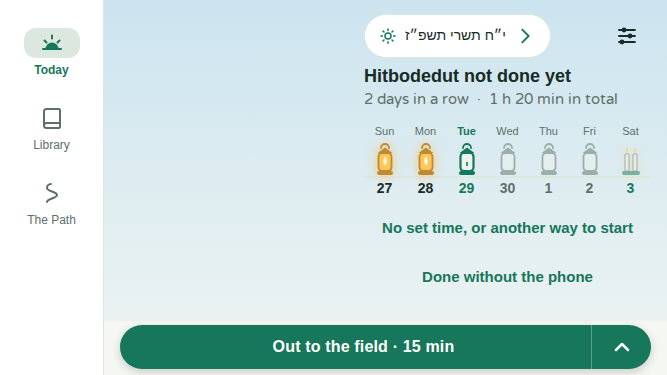 Today
Library
The Path
י״ח תשרי תשפ״ז
Hitbodedut not done yet
2 days in a row · 1 h 20 min in total
Sun Mon Tue Wed Thu Fri Sat
27 28 29 30 1 2 3
No set time, or another way to start
Done without the phone
Out to the field · 15 min